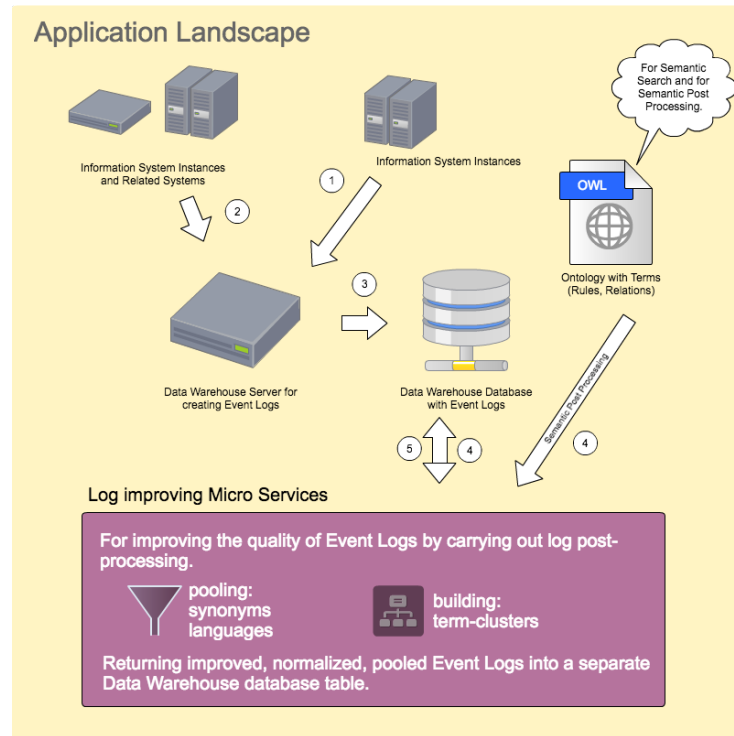 Application Landscape
For Semantic
Search and for
Semantic Post
Processing.
Information System Instances
and Related Systems
Information System Instances
1
2
OWL
Ontology with Terms
(Rules, Relations)
3
Data Warehouse Server for
creating Event Logs
Data Warehouse Database
with Event Logs
Semantic Post Processing
4
5
4
Log improving Micro Services
For improving the quality of Event Logs by carrying out log post-
processing.
pooling:
synonyms
languages
building:
term-clusters
Returning improved, normalized, pooled Event Logs into a separate
Data Warehouse database table.